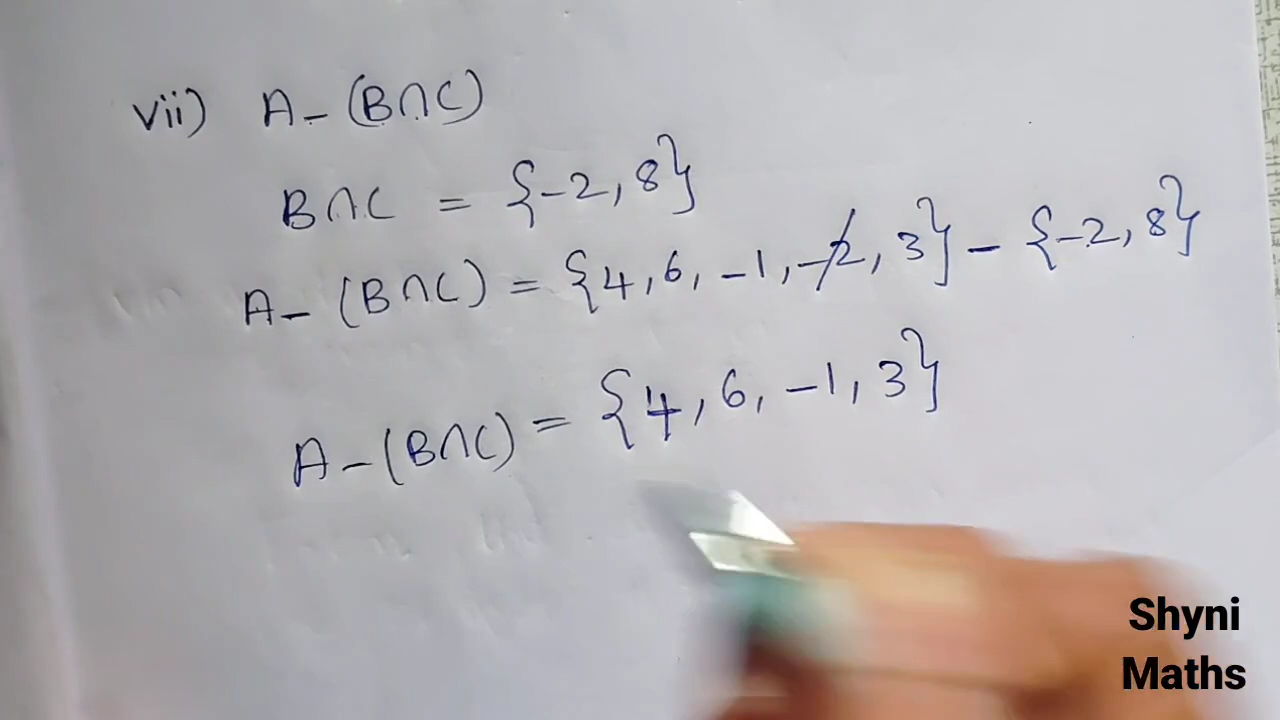 vii) A - (B∩C)
B∩C = {-2, 8}
A - (B∩C) = {4, 6, -1, -2, 3} - {-2, 8}
A - (B∩C) = {4, 6, -1, 3}
Shyni
Maths